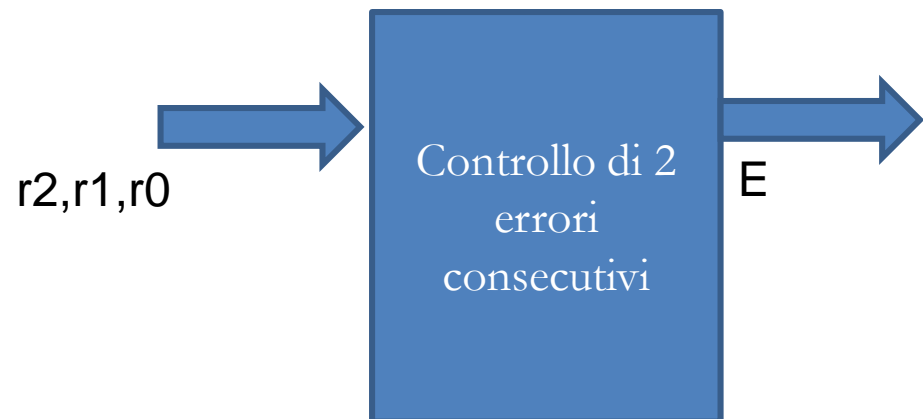 r2,r1,r0
Controllo di 2
errori
consecutivi
E